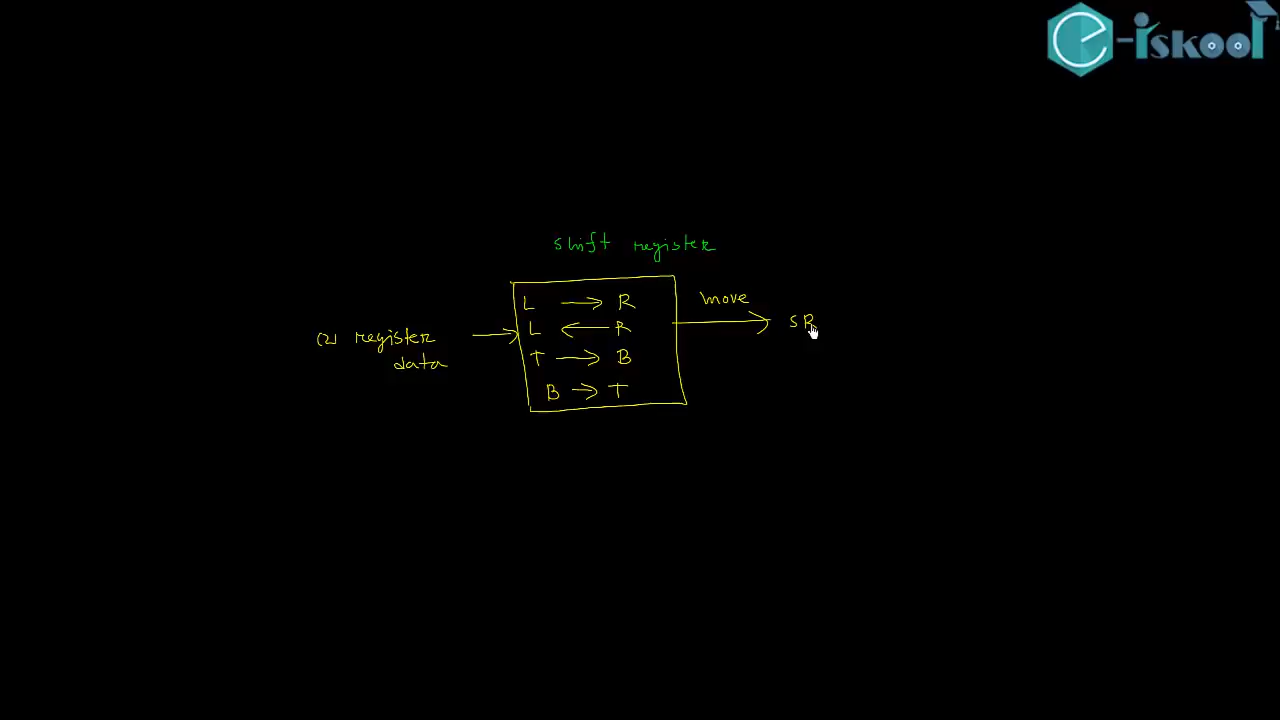 e-iskool
shift register
L → R
L ← R
T → B
B → T
(2) register
data
move
SR